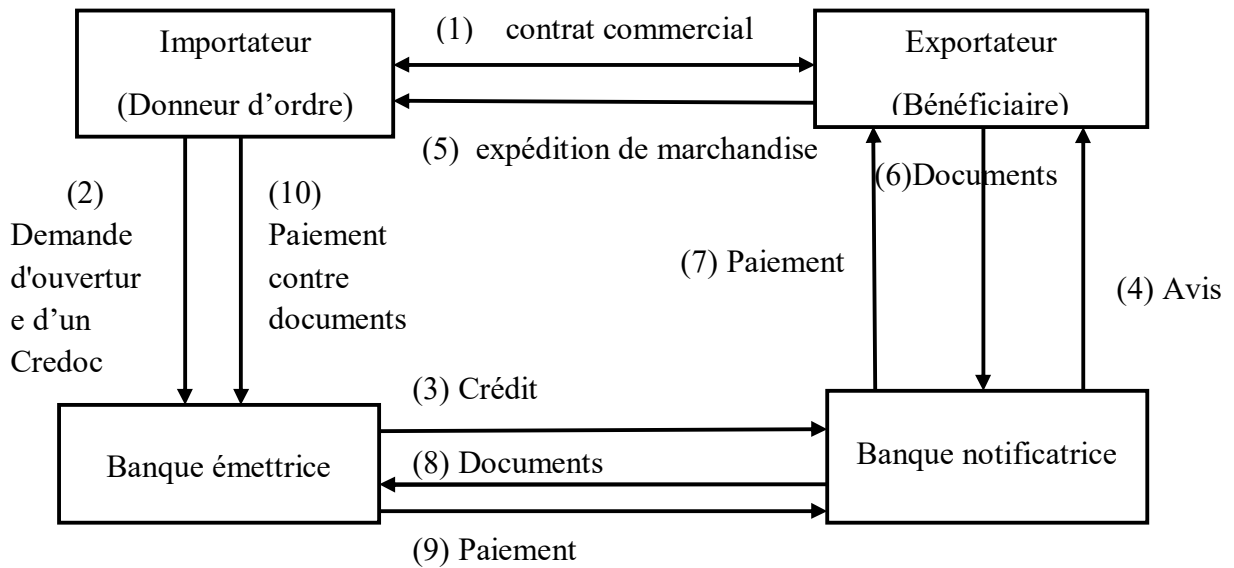 Importateur
(Donneur d’ordre)
(1) contrat commercial
Exportateur
(Bénéficiaire)
(5) expédition de marchandise
(2)
Demande
d'ouvertur
e d’un
Credoc
(10)
Paiement
contre
documents
(6)Documents
(7) Paiement
(4) Avis
(3) Crédit
Banque émettrice
(8) Documents
Banque notificatrice
(9) Paiement